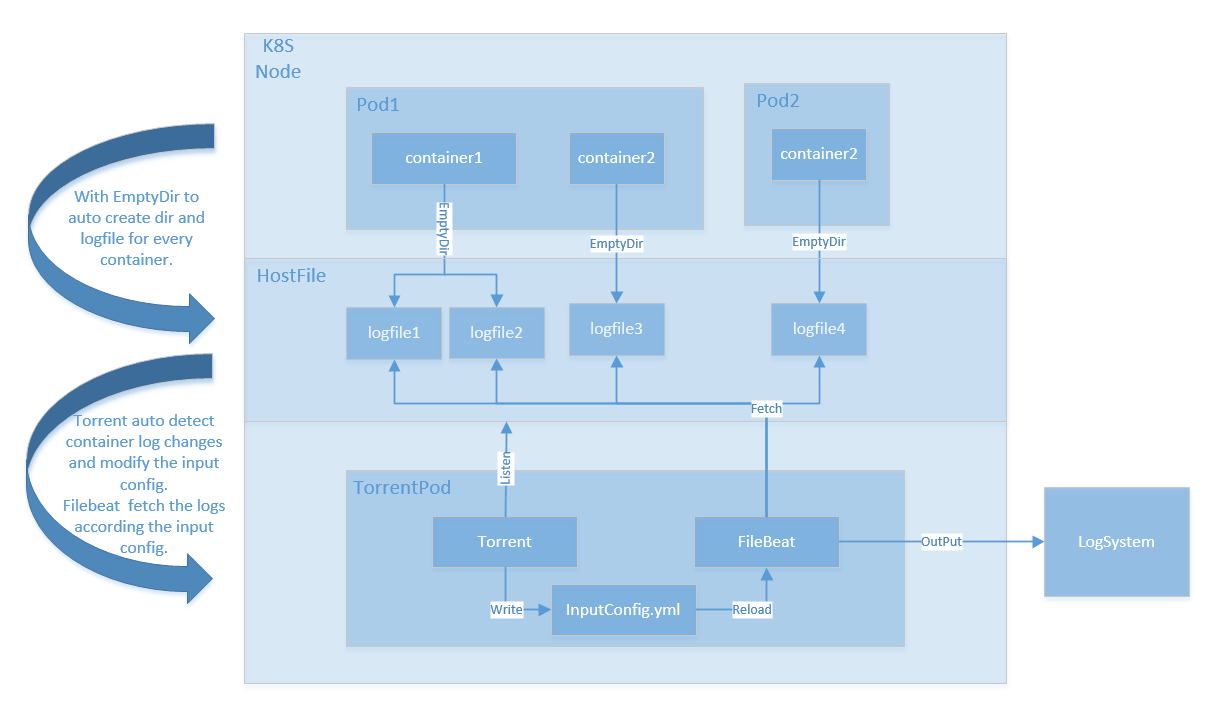 K8S
Node
Pod1
Pod2
container1
container2
container2
With EmptyDir to
auto create dir and
logfile for every
container.
EmptyDir
EmptyDir
EmptyDir
HostFile
logfile1
logfile2
logfile3
logfile4
Fetch
Torrent auto detect
container log changes
and modify the input
config.
Filebeat fetch the logs
according the input
config.
Listen
TorrentPod
Torrent
FileBeat
OutPut
LogSystem
Write
InputConfig.yml
Reload